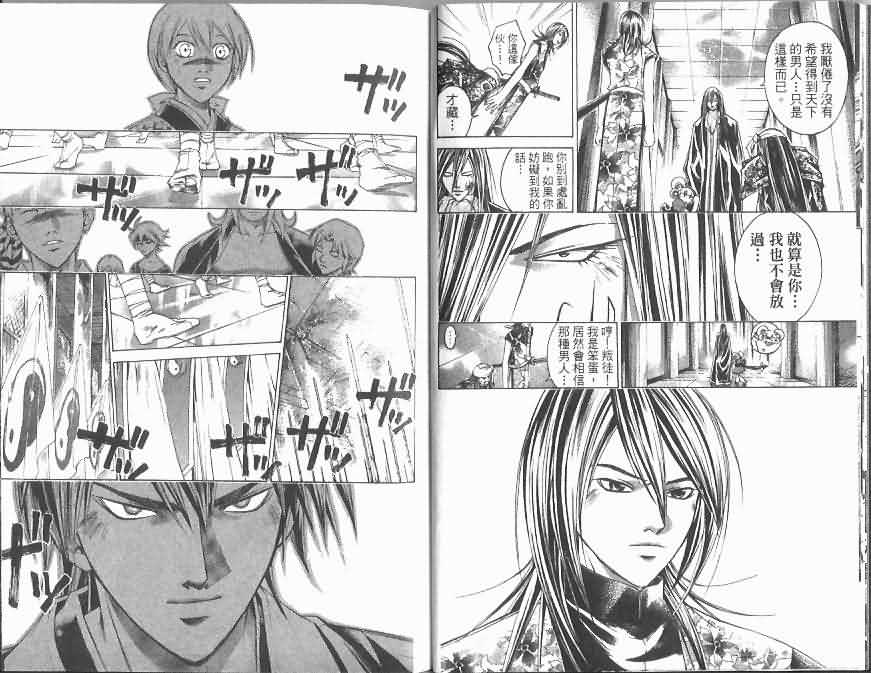 我厭倦了沒有
希望得到天下
的男人…只是
這樣而已。
你這傢
伙…！
才藏…
你別到處亂
跑，如果你
妨礙到我的
話…
就算是你…
我也不會放
過…
哼！叛徒！
我是笨蛋，
居然會相信
那種男人…
…
ザッ
ザッ
ザッ
ザッ
ザッ
ザッ
ザッ
ザッ
ザッ